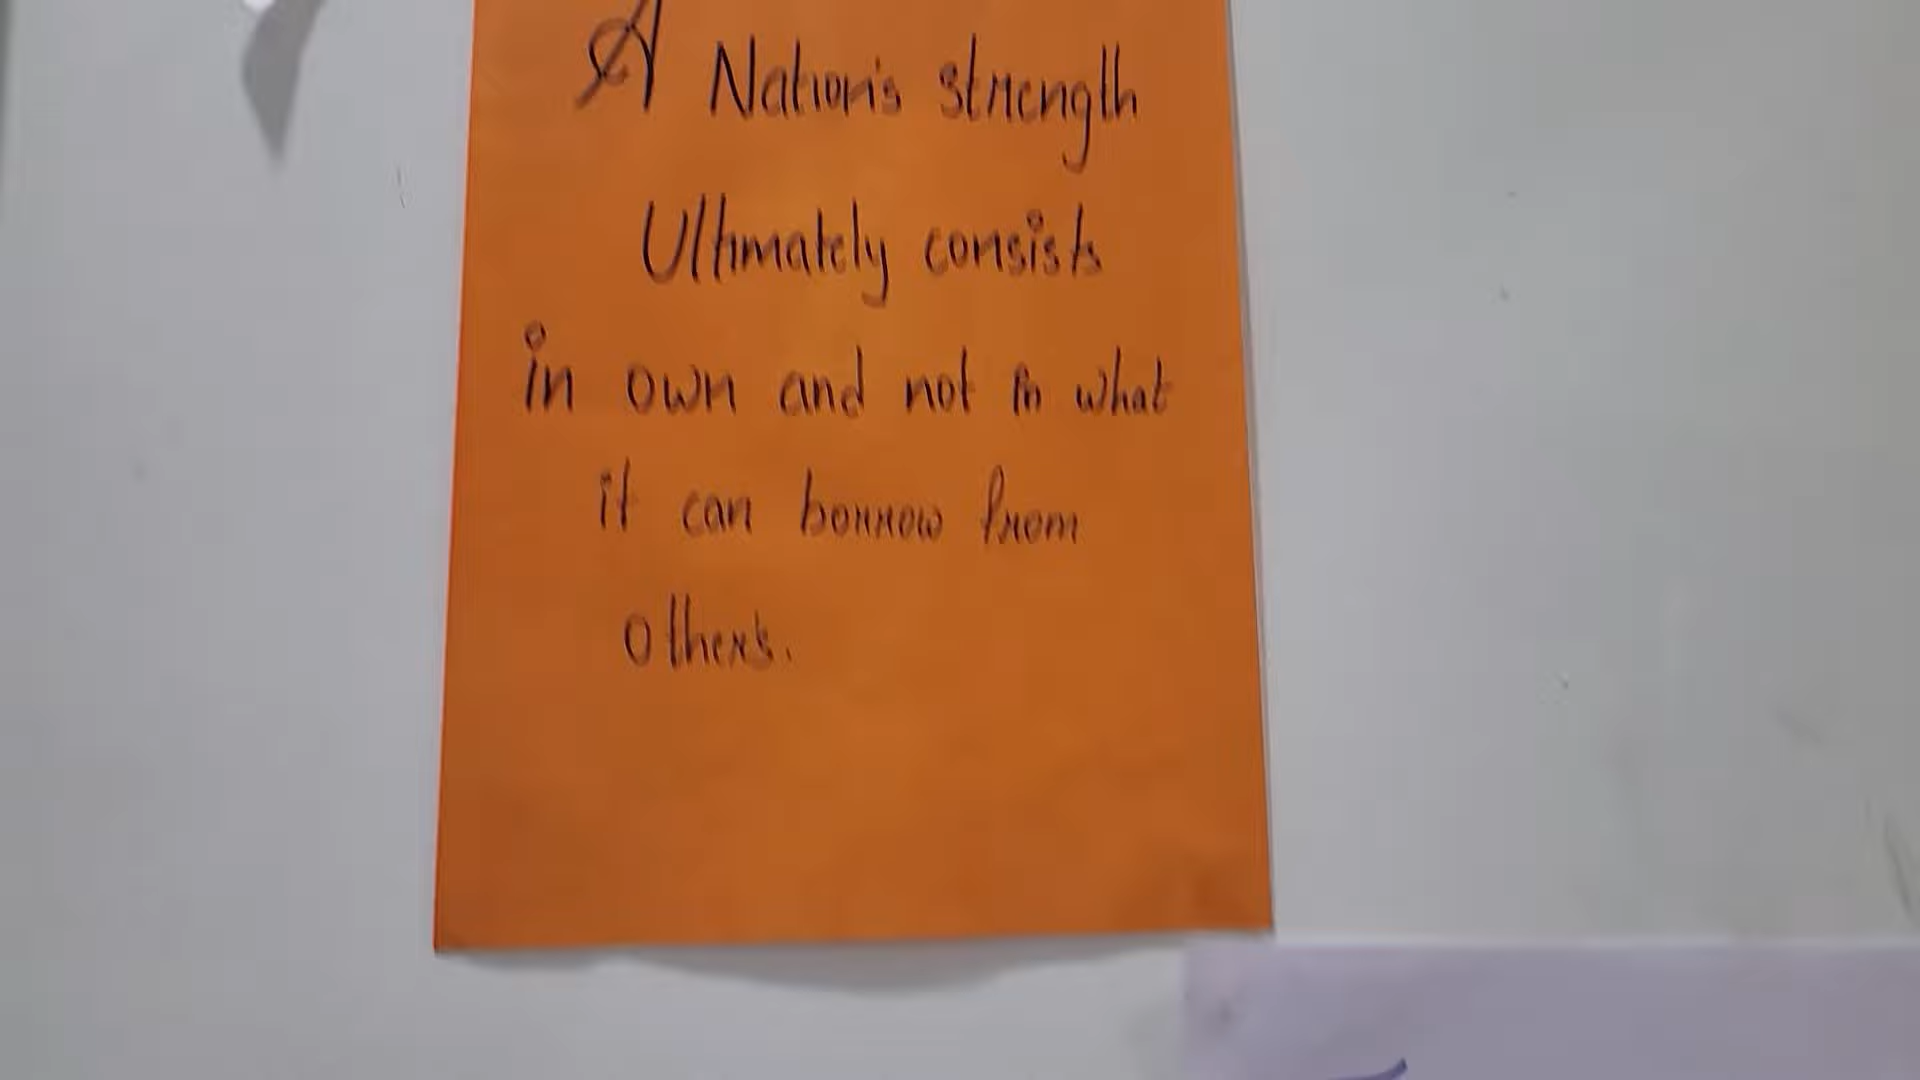 A Nation's strength
Ultimately consists
in own and not in what
it can borrow from
others.